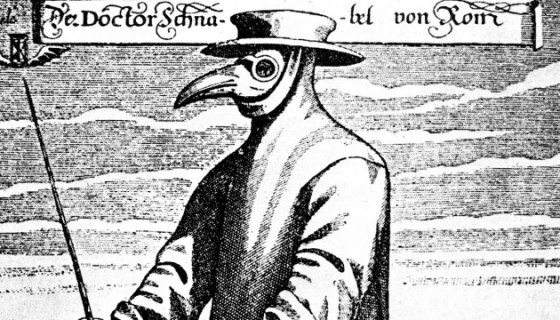 Der Doctor Schna- -bel von Rom